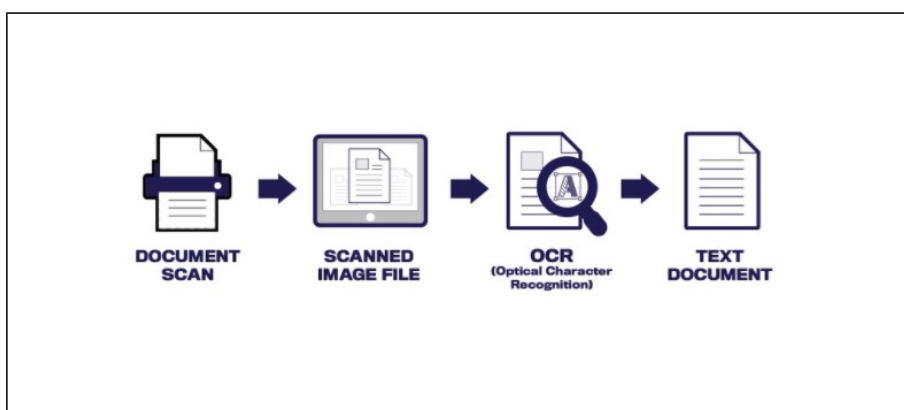 DOCUMENT
SCAN
SCANNED
IMAGE FILE
OCR
(Optical Character
Recognition)
TEXT
DOCUMENT